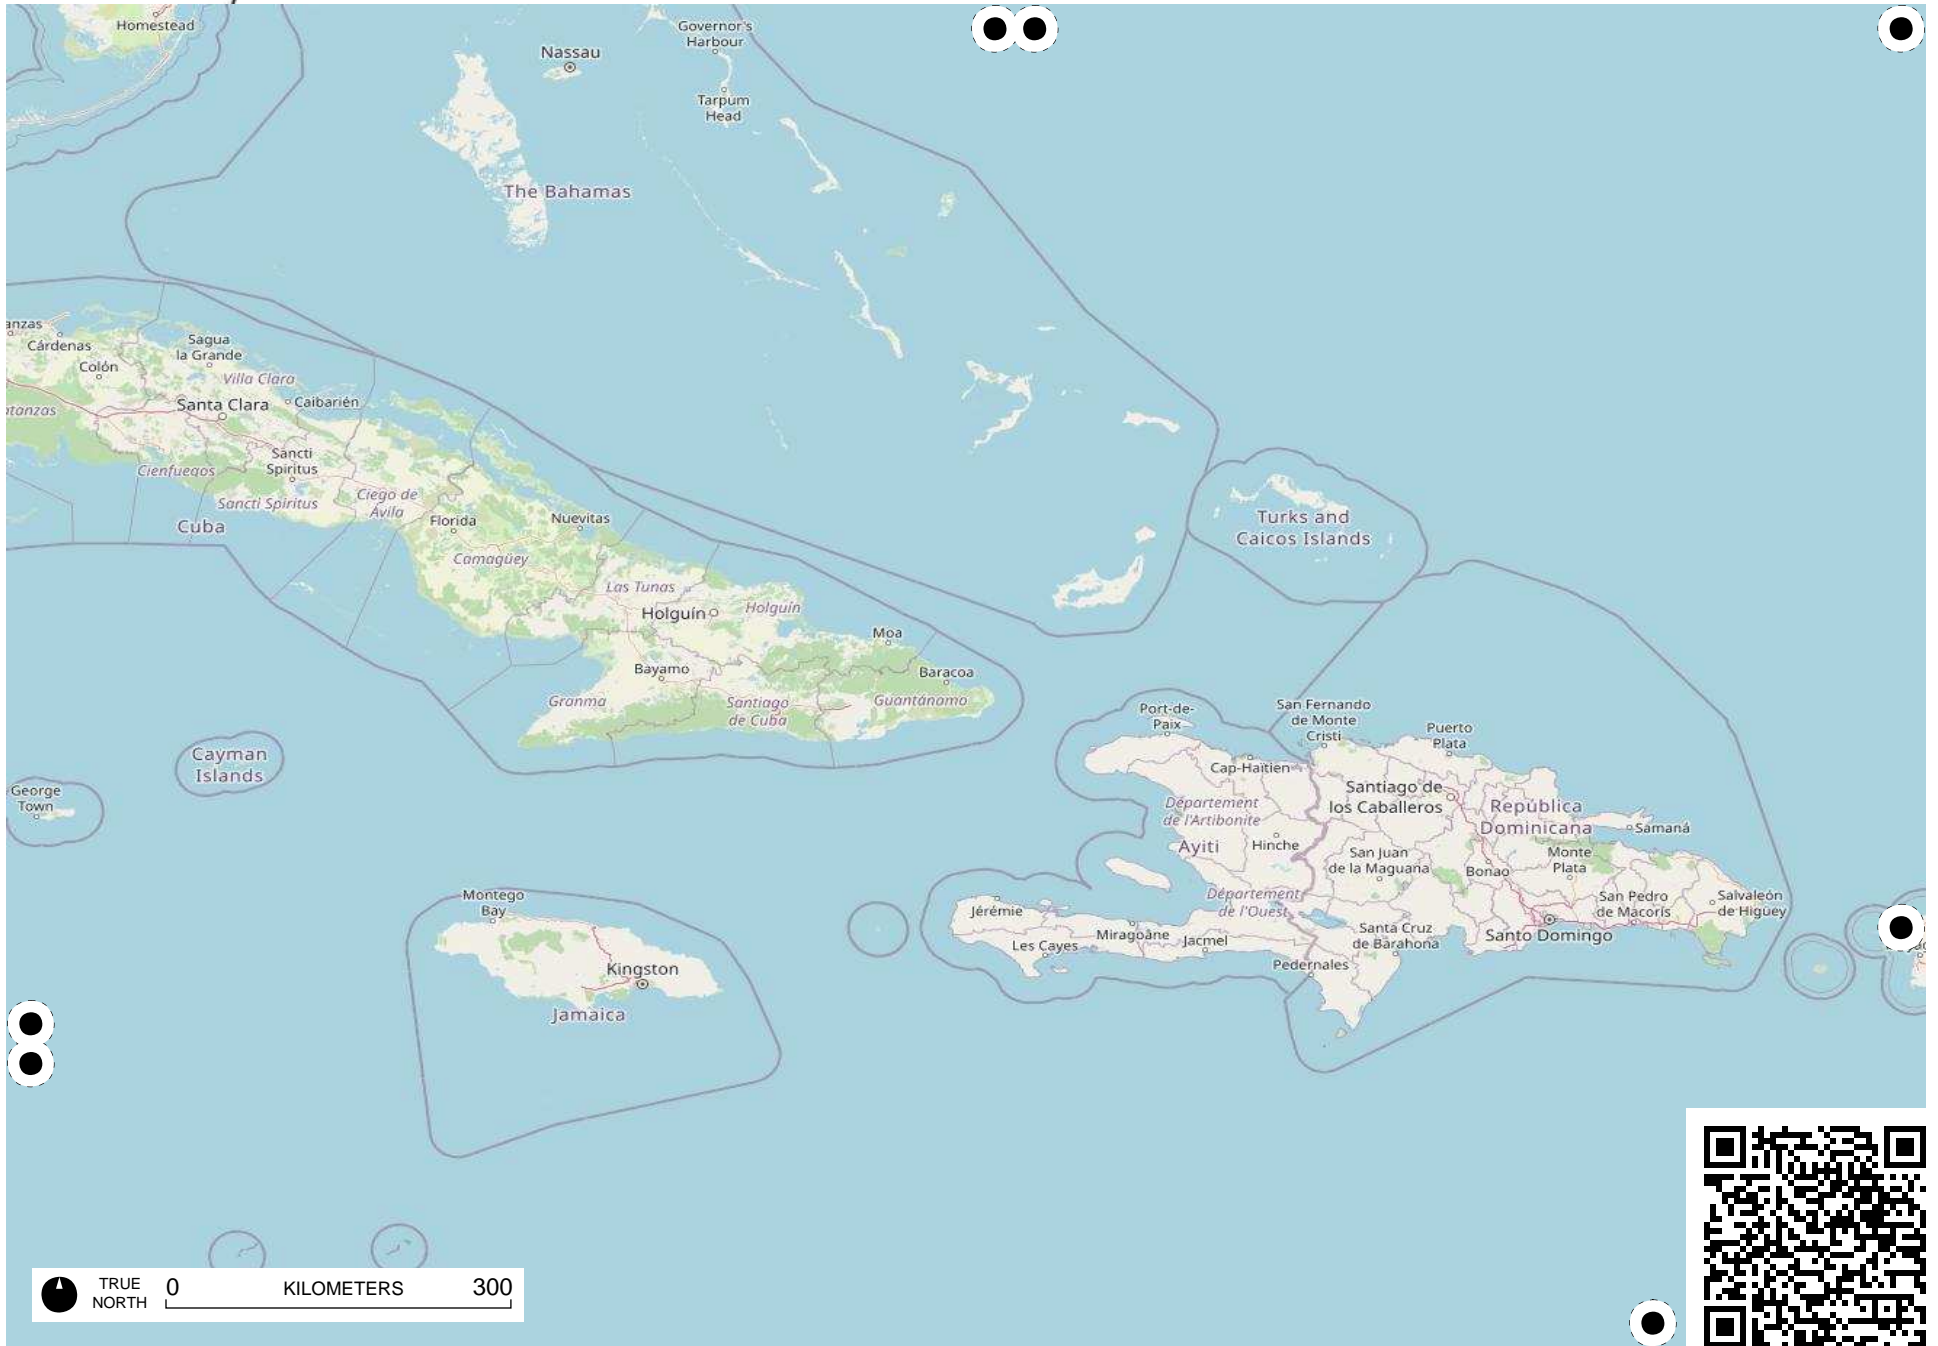 Homestead
Nassau
Governor's
Harbour
Tarpum
Head
The Bahamas
anzas
Cárdenas
Colón
Sagua
la Grande
Villa Clara
Santa Clara
Caibarién
atanzas
Cienfuegos
Sancti
Spiritus
Sancti Spíritus
Ciego de
Ávila
Cuba
Florida
Nuevitas
Camagüey
Las Tunas
Holguín
Holguín
Moa
Bayamo
Baracoa
Granma
Santiago
de Cuba
Guantánamo
Turks and
Caicos Islands
Cayman
Islands
George
Town
Port-de-
Paix
San Fernando
de Monte
Cristi
Puerto
Plata
Cap-Haïtien
Santiago de
los Caballeros
Département
de l'Artibonite
República
Dominicana
Samaná
Ayiti
Hinche
San Juan
de la Maguana
Bonao
Monte
Plata
Département
de l'Ouest
San Pedro
de Macorís
Salvaleón
de Higüey
Jérémie
Les Cayes
Miragoâne
Jacmel
Santa Cruz
de Barahona
Santo Domingo
Pedernales
Montego
Bay
Kingston
Jamaica
TRUE
NORTH
0 KILOMETERS 300